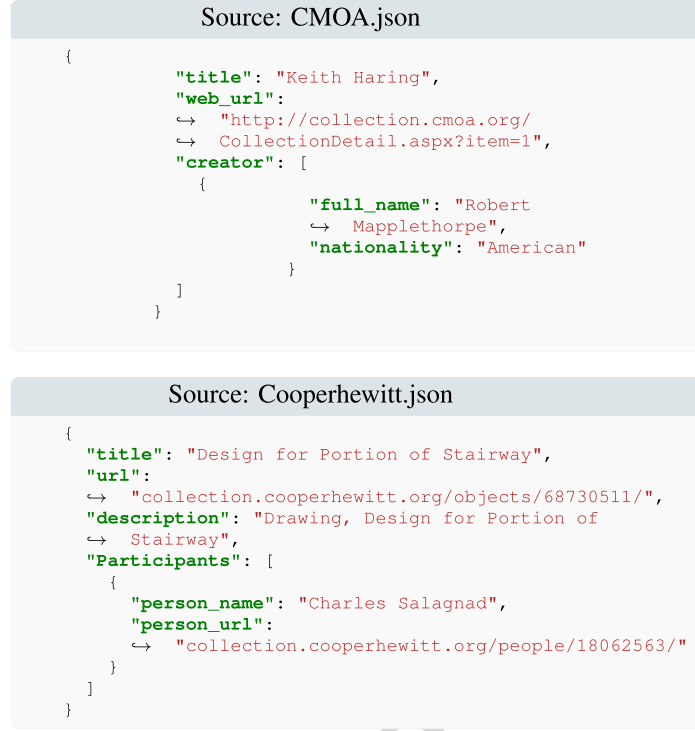 Source: CMOA.json
{
"title": "Keith Haring",
"web_url":
↪ "http://collection.cmoa.org/
↪ CollectionDetail.aspx?item=1",
"creator": [
{
"full_name": "Robert
↪ Mapplethorpe",
"nationality": "American"
}
]
}
Source: Cooperhewitt.json
{
"title": "Design for Portion of Stairway",
"url":
↪ "collection.cooperhewitt.org/objects/68730511/",
"description": "Drawing, Design for Portion of
↪ Stairway",
"Participants": [
{
"person_name": "Charles Salagnad",
"person_url":
↪ "collection.cooperhewitt.org/people/18062563/"
}
]
}